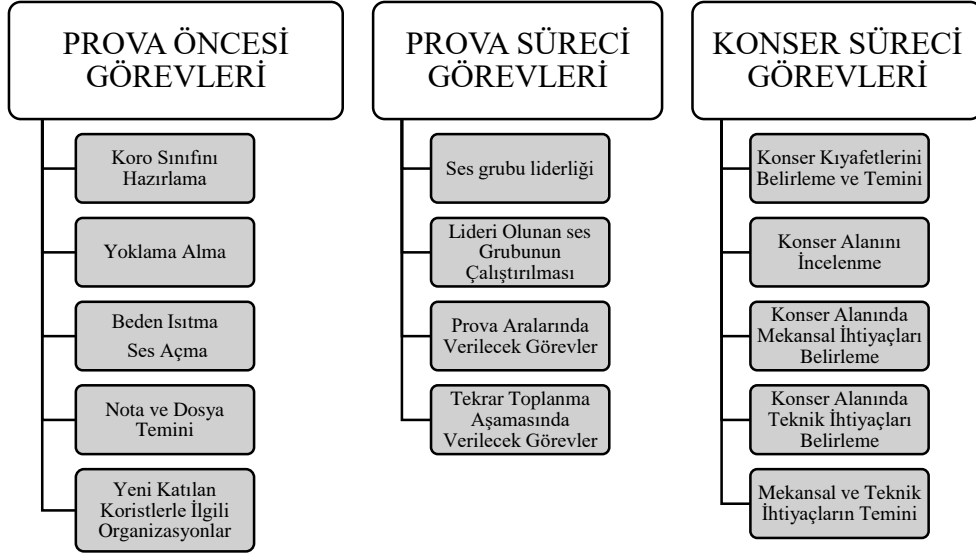 PROVA ÖNCESİ
GÖREVLERİ
Koro Sınıfını
Hazırlama
Yoklama Alma
Beden Isıtma
Ses Açma
Nota ve Dosya
Temini
Yeni Katılan
Koristlerle İlgili
Organizasyonlar
PROVA SÜRECİ
GÖREVLERİ
Ses grubu liderliği
Lideri Olunan ses
Grubunun
Çalıştırılması
Prova Aralarında
Verilecek Görevler
Tekrar Toplanma
Aşamasında
Verilecek Görevler
KONSER SÜRECİ
GÖREVLERİ
Konser Kıyafetlerini
Belirleme ve Temini
Konser Alanını
İncelenme
Konser Alanında
Mekansal İhtiyaçları
Belirleme
Konser Alanında
Teknik İhtiyaçları
Belirleme
Mekansal ve Teknik
İhtiyaçların Temini